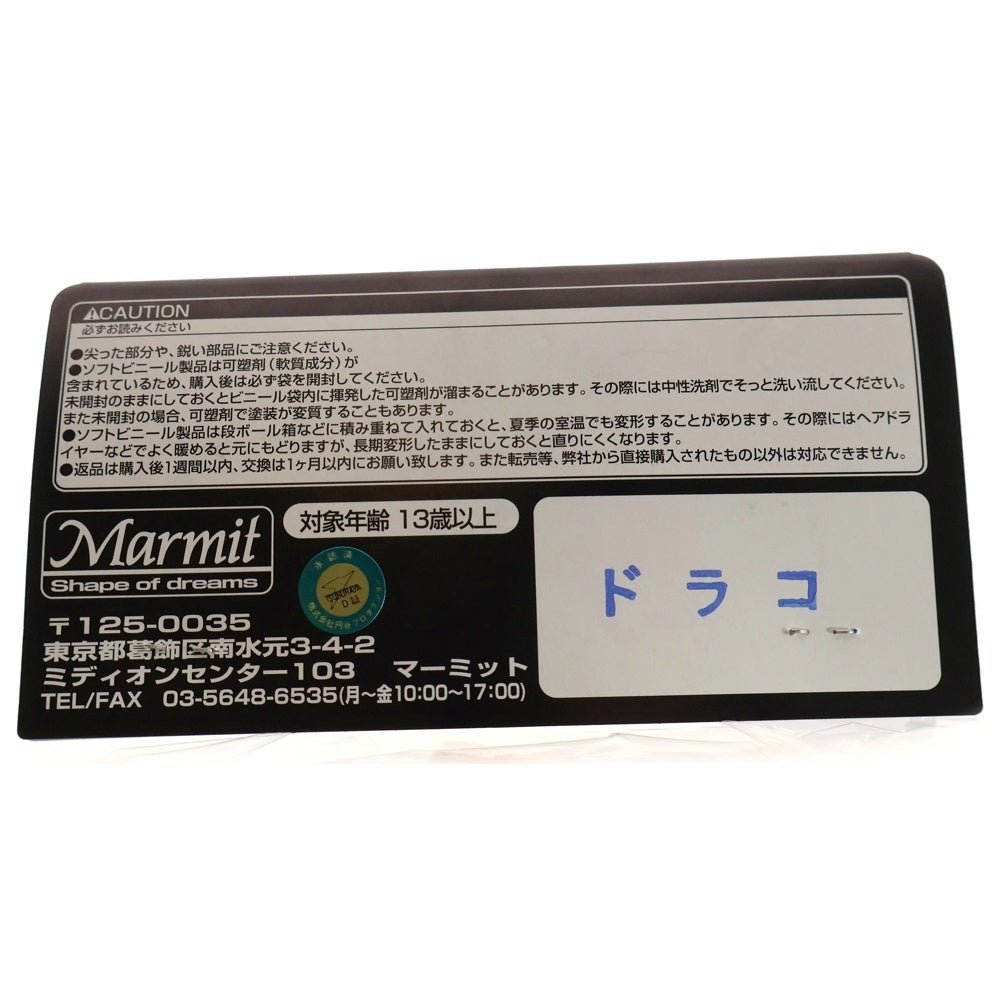 ⚠CAUTION
必ずお読みください
●尖った部分や、鋭い部品にご注意ください。
●ソフトビニール製品は可塑剤(軟質成分)が
含まれているため、購入後は必ず袋を開封してください。
未開封のままにしておくとビニール袋内に揮発した可塑剤が溜まることがあります。その際には中性洗剤でそっと洗い流してください。
また未開封の場合、可塑剤で塗装が変質することもあります。
●ソフトビニール製品は段ボール箱などに積み重ねて入れておくと、夏季の室温でも変形することがあります。その際にはヘアドラ
イヤーなどでよく暖めると元にもどりますが、長期変形したままにしておくと直りにくくなります。
●返品は購入後1週間以内、交換は1ヶ月以内にお願い致します。また転売等、弊社から直接購入されたもの以外は対応できません。
Marmit
Shape of dreams
対象年齢 13歳以上
承認済
TSUBURAYA
D証
株式会社円谷プロダクション
〒125-0035
東京都葛飾区南水元3-4-2
ミディオンセンター103 マーミット
TEL/FAX 03-5648-6535(月〜金10:00〜17:00)
ドラコ